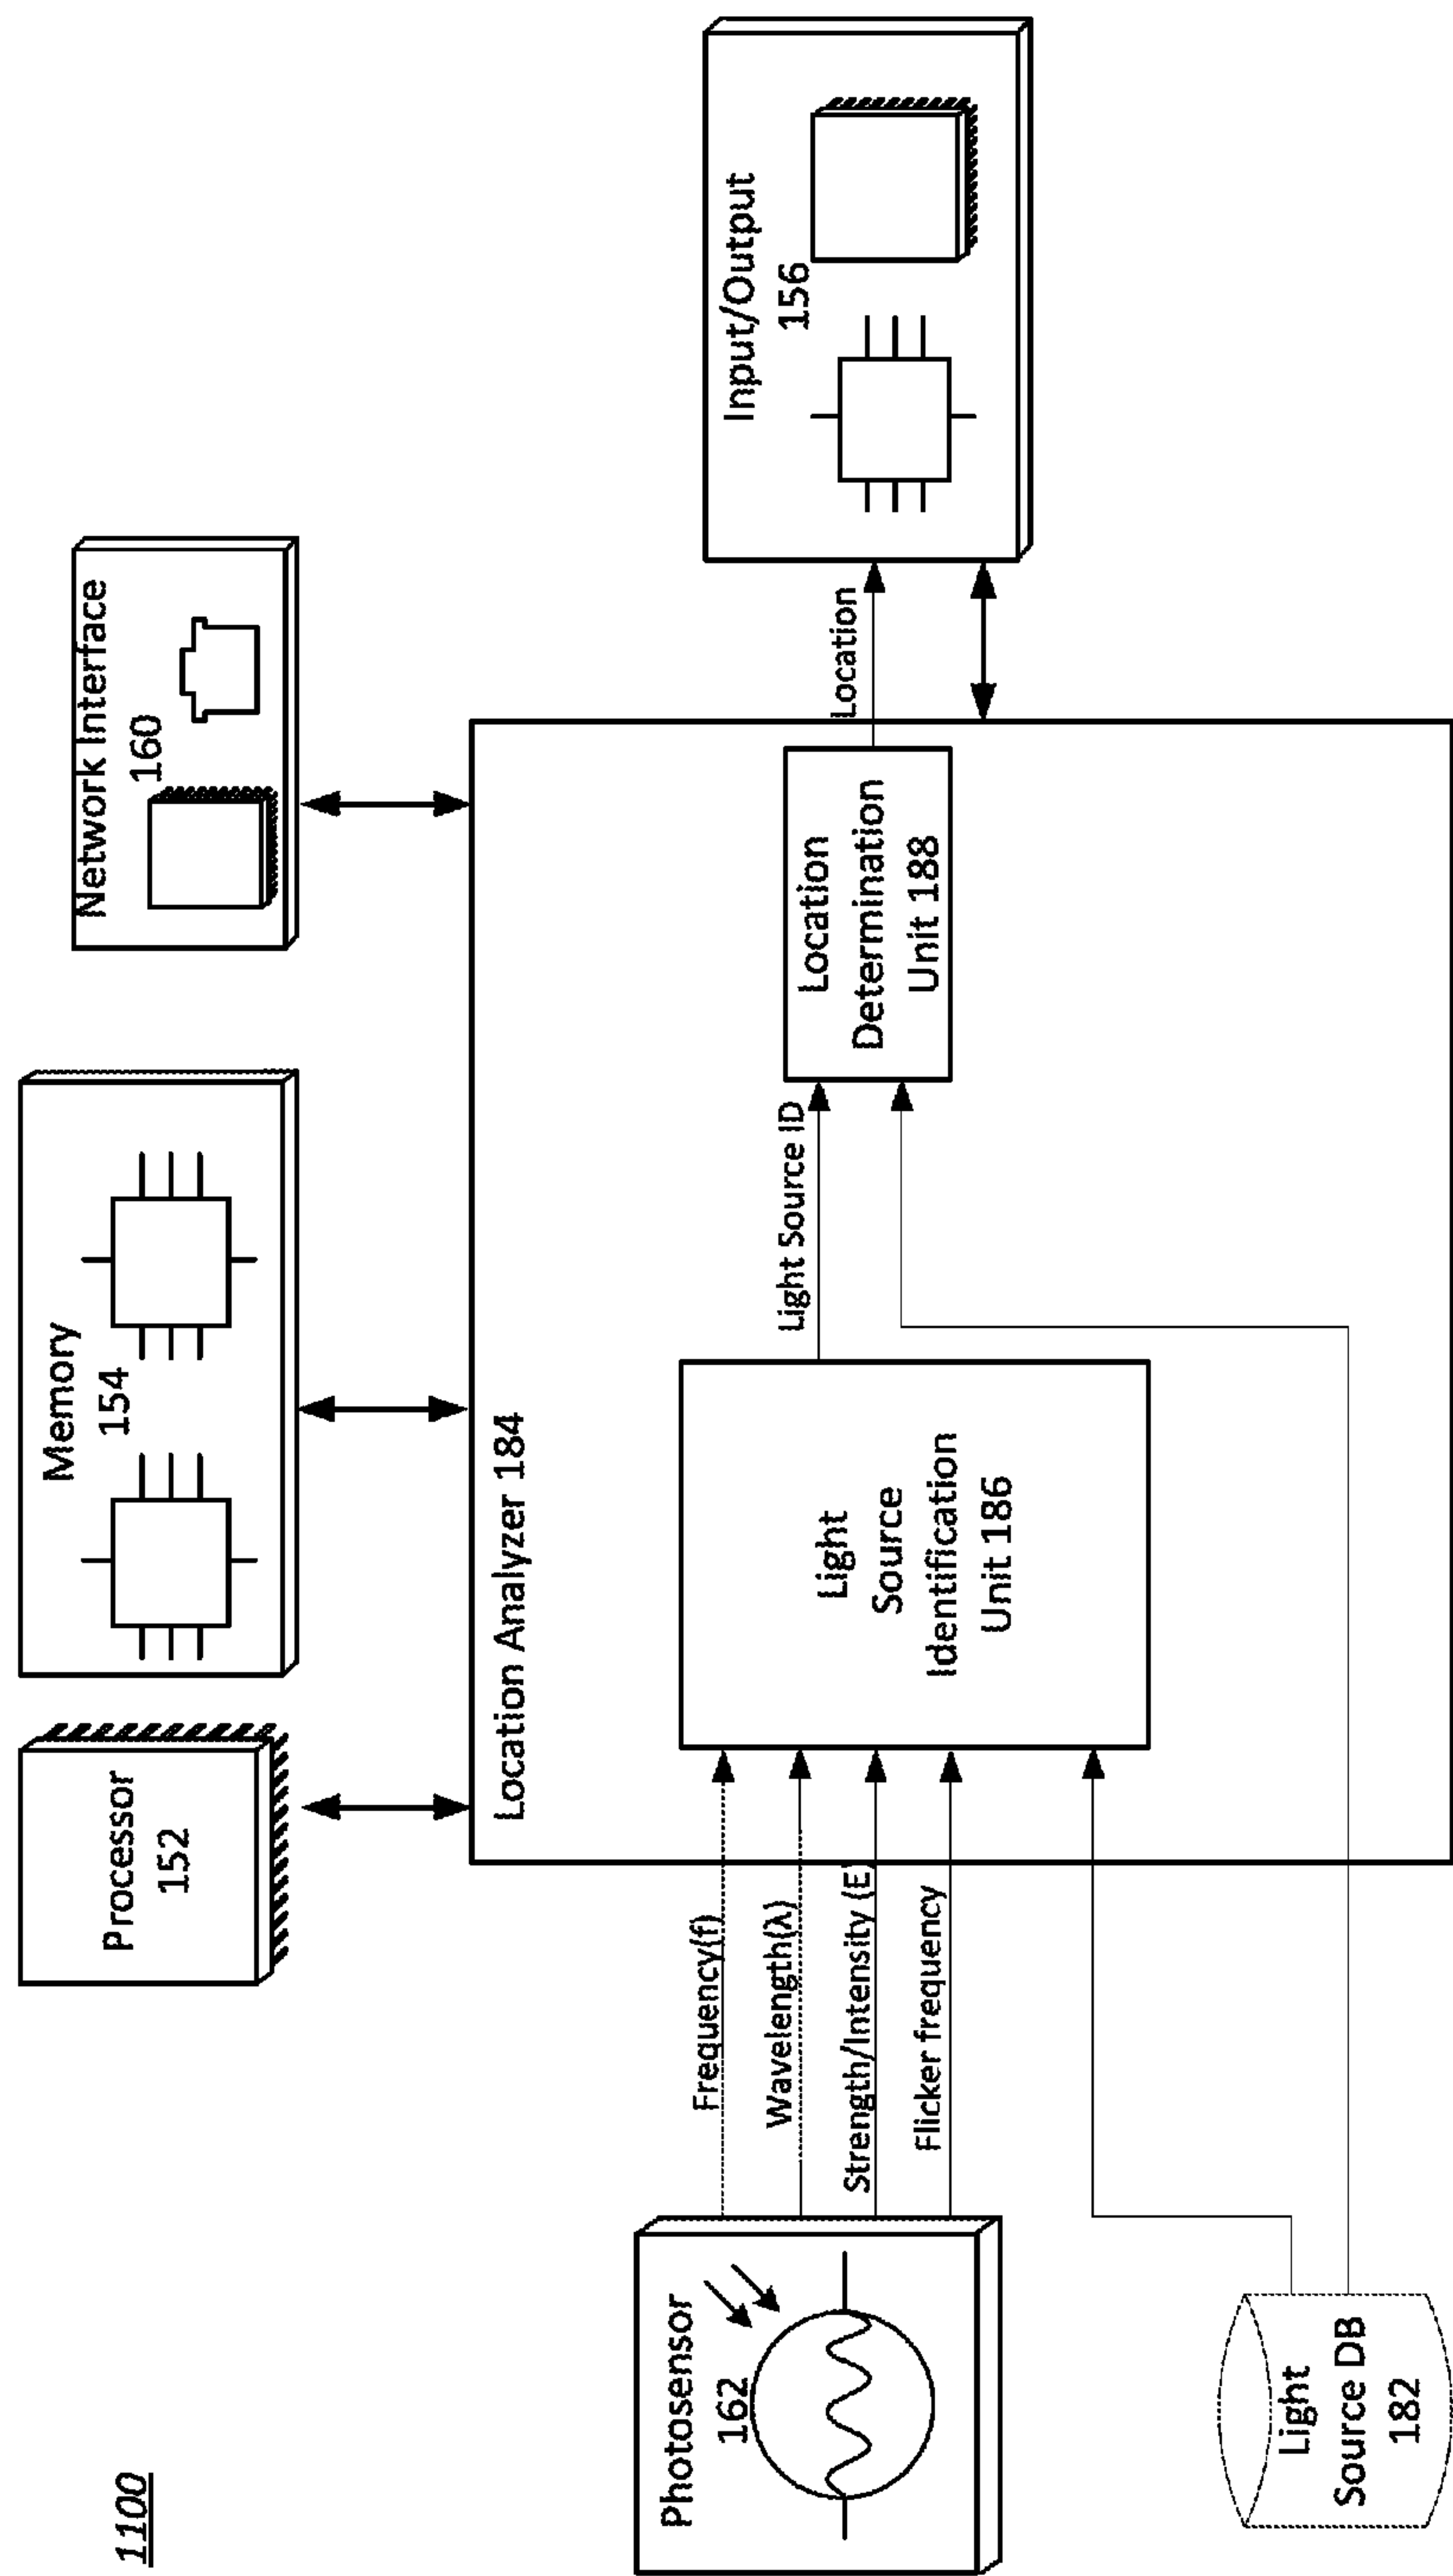 1100
Processor
152
Memory
154
Network Interface
160
Location Analyzer 184
Photosensor
162
Frequency(f)
Wavelength(λ)
Strength/Intensity (E)
Flicker frequency
Light
Source
Identification
Unit 186
Light Source ID
Location
Determination
Unit 188
Location
Input/Output
156
Light
Source DB
182